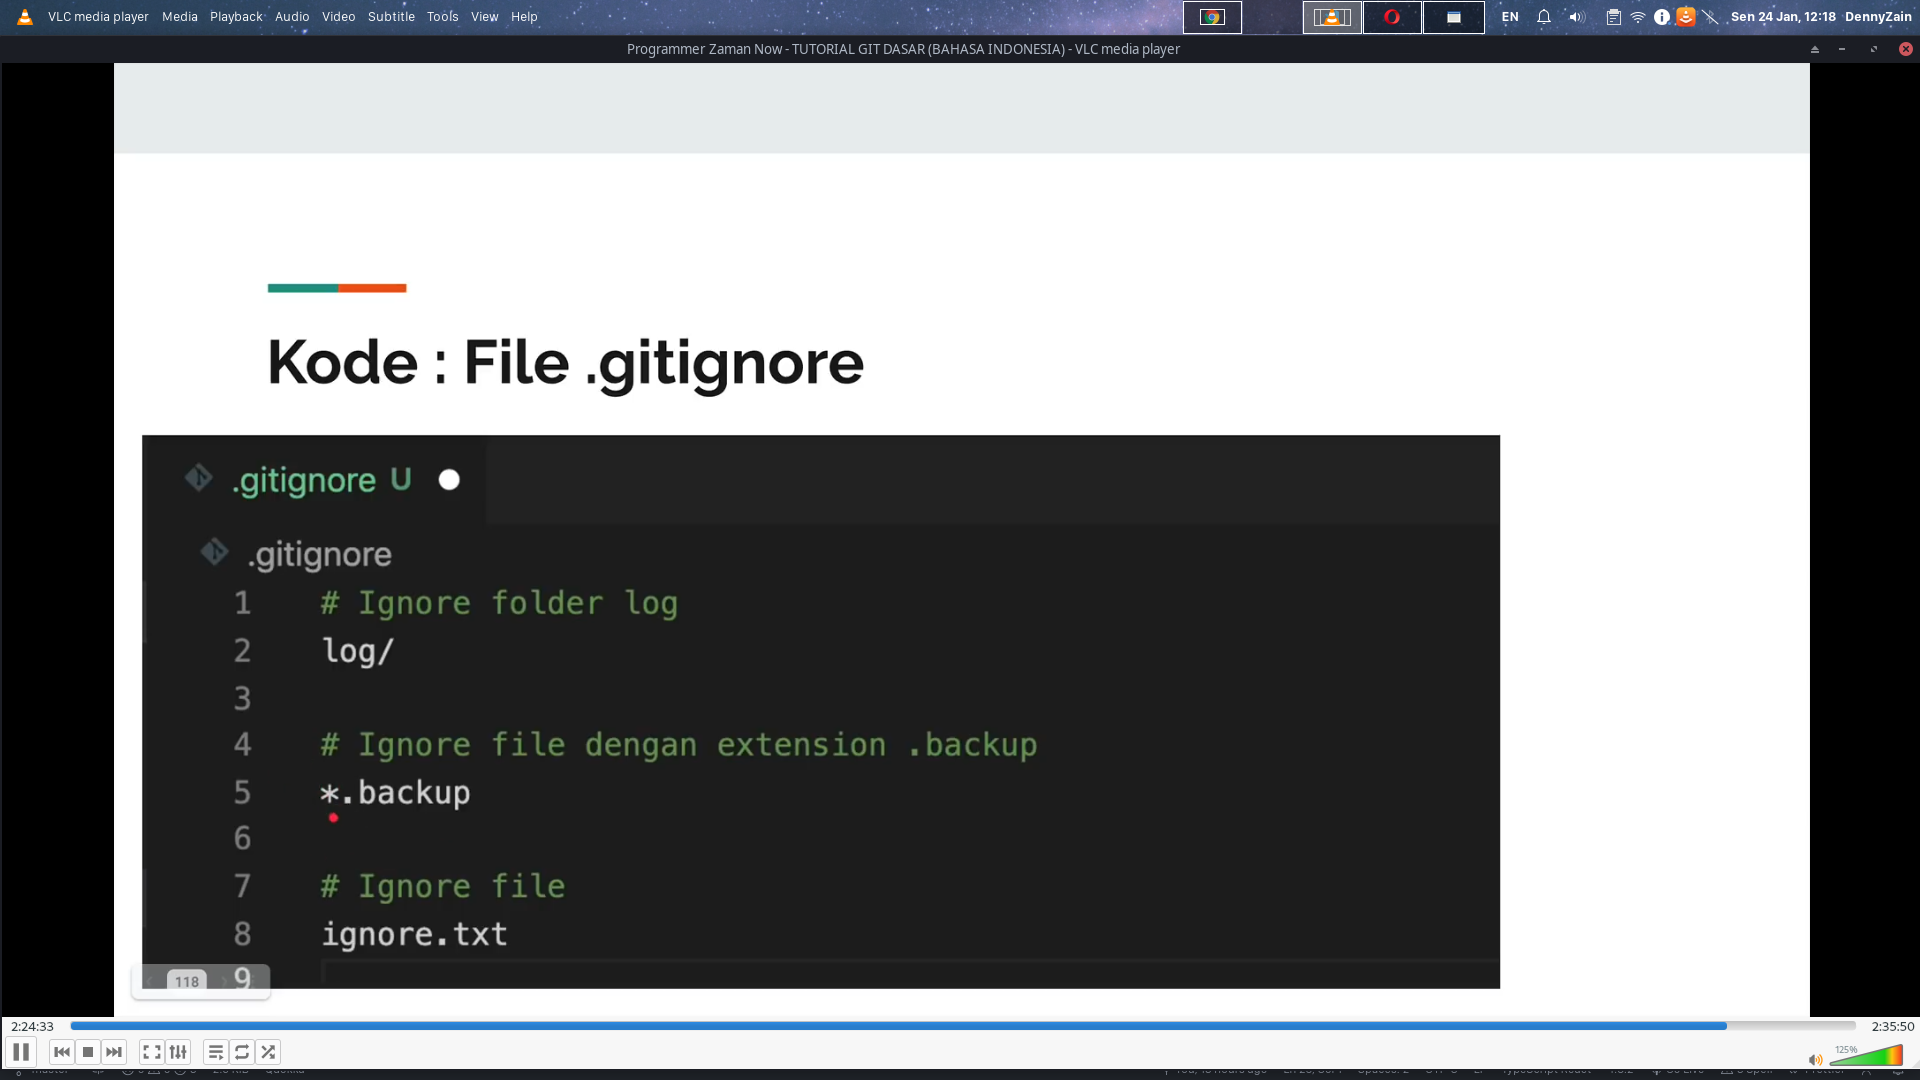 VLC media player Media Playback Audio Video Subtitle Tools View Help EN Sen 24 Jan, 12:18 DennyZain
Programmer Zaman Now - TUTORIAL GIT DASAR (BAHASA INDONESIA) - VLC media player
Kode : File .gitignore
.gitignore U
.gitignore
1 # Ignore folder log
2 log/
3
4 # Ignore file dengan extension .backup
5 *.backup
6
7 # Ignore file
8 ignore.txt
9
118
2:24:33 2:35:50
125%